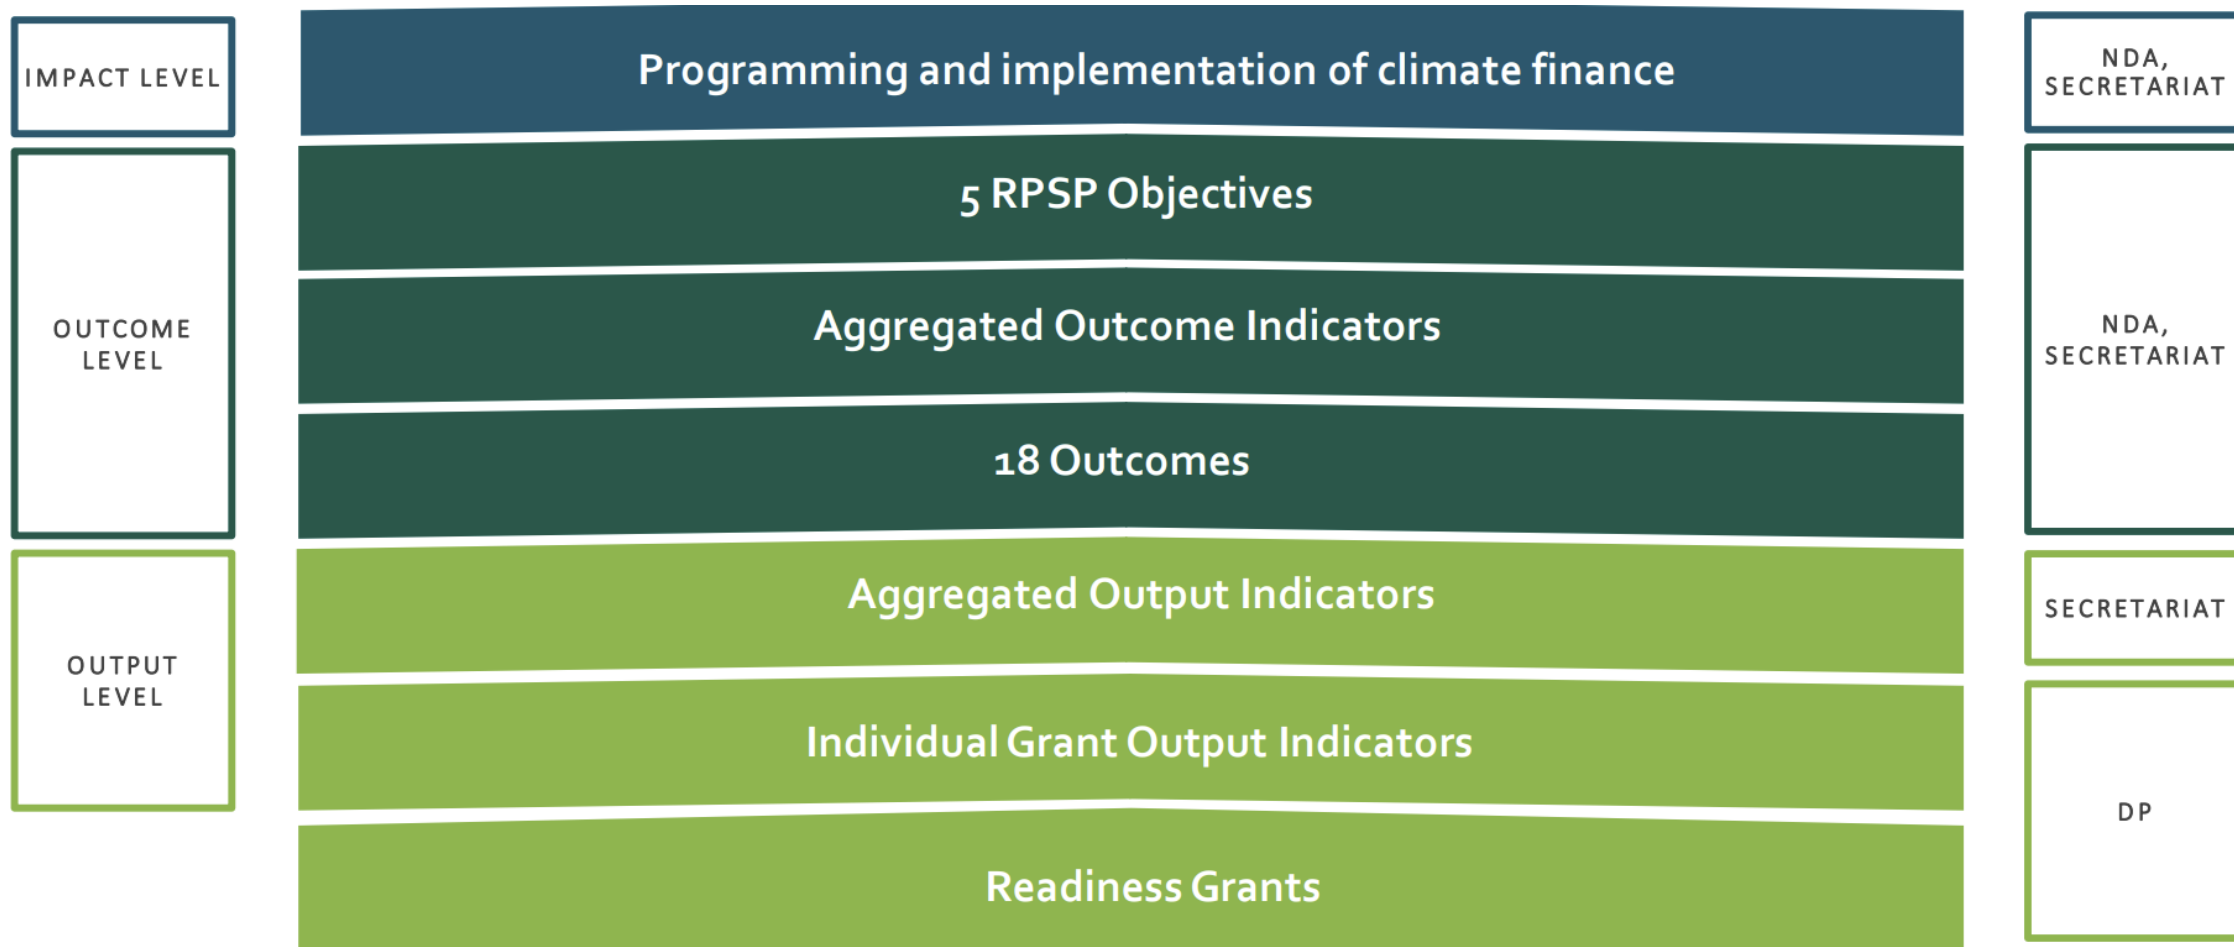 IMPACT LEVEL
Programming and implementation of climate finance
NDA,
SECRETARIAT
5 RPSP Objectives
Aggregated Outcome Indicators
OUTCOME
LEVEL
NDA,
SECRETARIAT
18 Outcomes
Aggregated Output Indicators
SECRETARIAT
OUTPUT
LEVEL
Individual Grant Output Indicators
DP
Readiness Grants